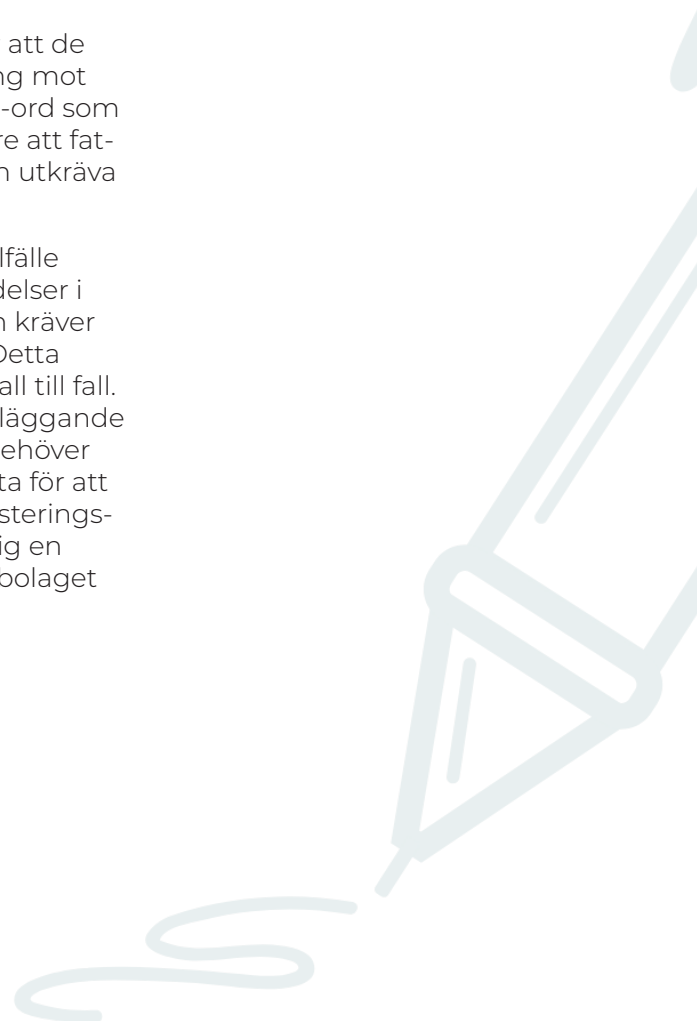 att de
ng mot
-ord som
re att fat-
n utkräva
lfälle
delser i
n kräver
Detta
all till fall.
läggande
ehöver
ta för att
sterings-
ig en
bolaget